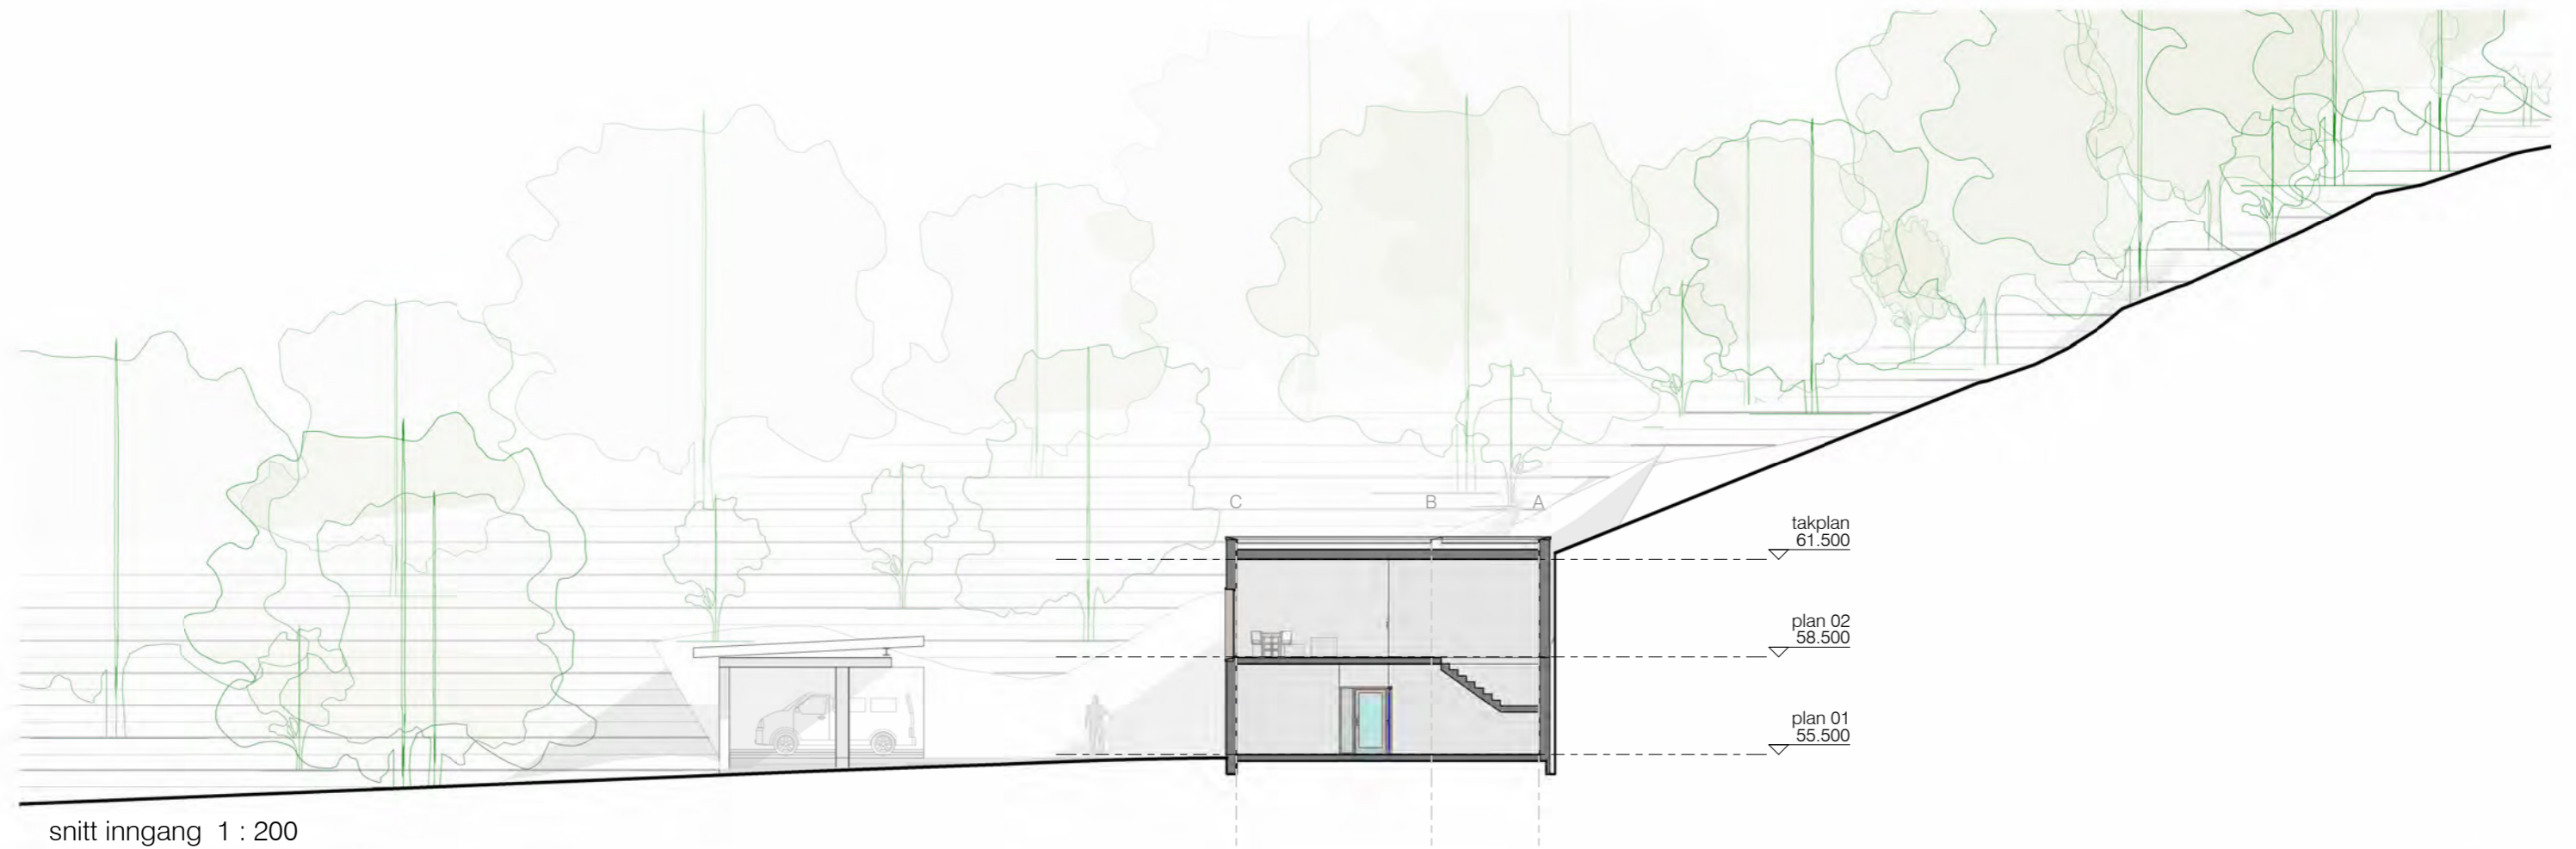 C B A
takplan
61.500
plan 02
58.500
plan 01
55.500
snitt inngang 1 : 200